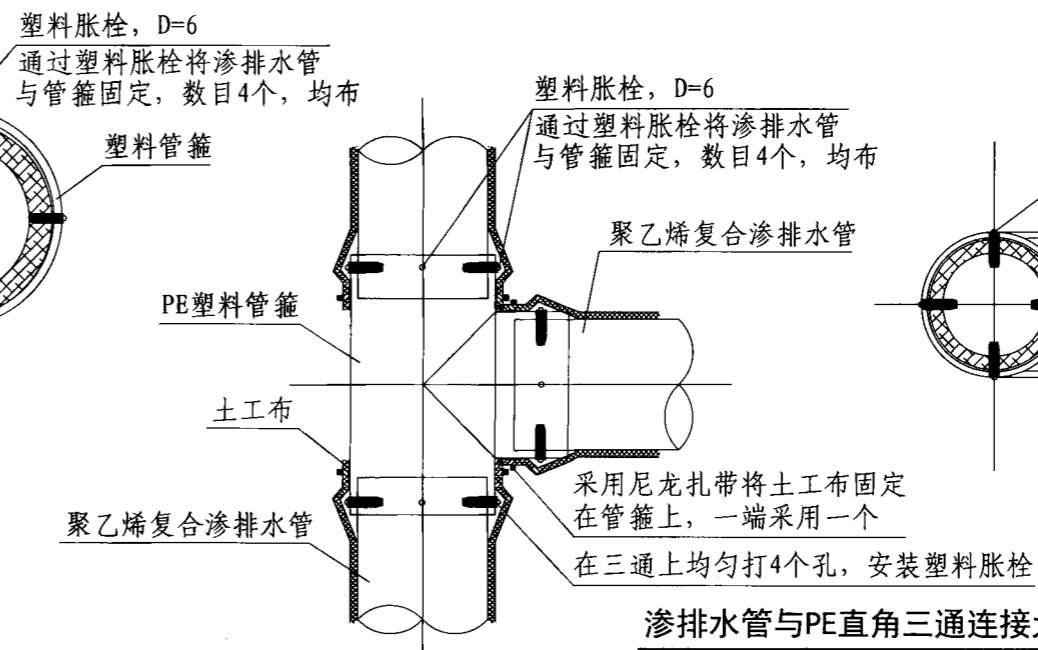 塑料胀栓，D=6
通过塑料胀栓将渗排水管
与管箍固定，数目4个，均布
塑料管箍
塑料胀栓，D=6
通过塑料胀栓将渗排水管
与管箍固定，数目4个，均布
聚乙烯复合渗排水管
PE塑料管箍
土工布
聚乙烯复合渗排水管
采用尼龙扎带将土工布固定
在管箍上，一端采用一个
在三通上均匀打4个孔，安装塑料胀栓
渗排水管与PE直角三通连接